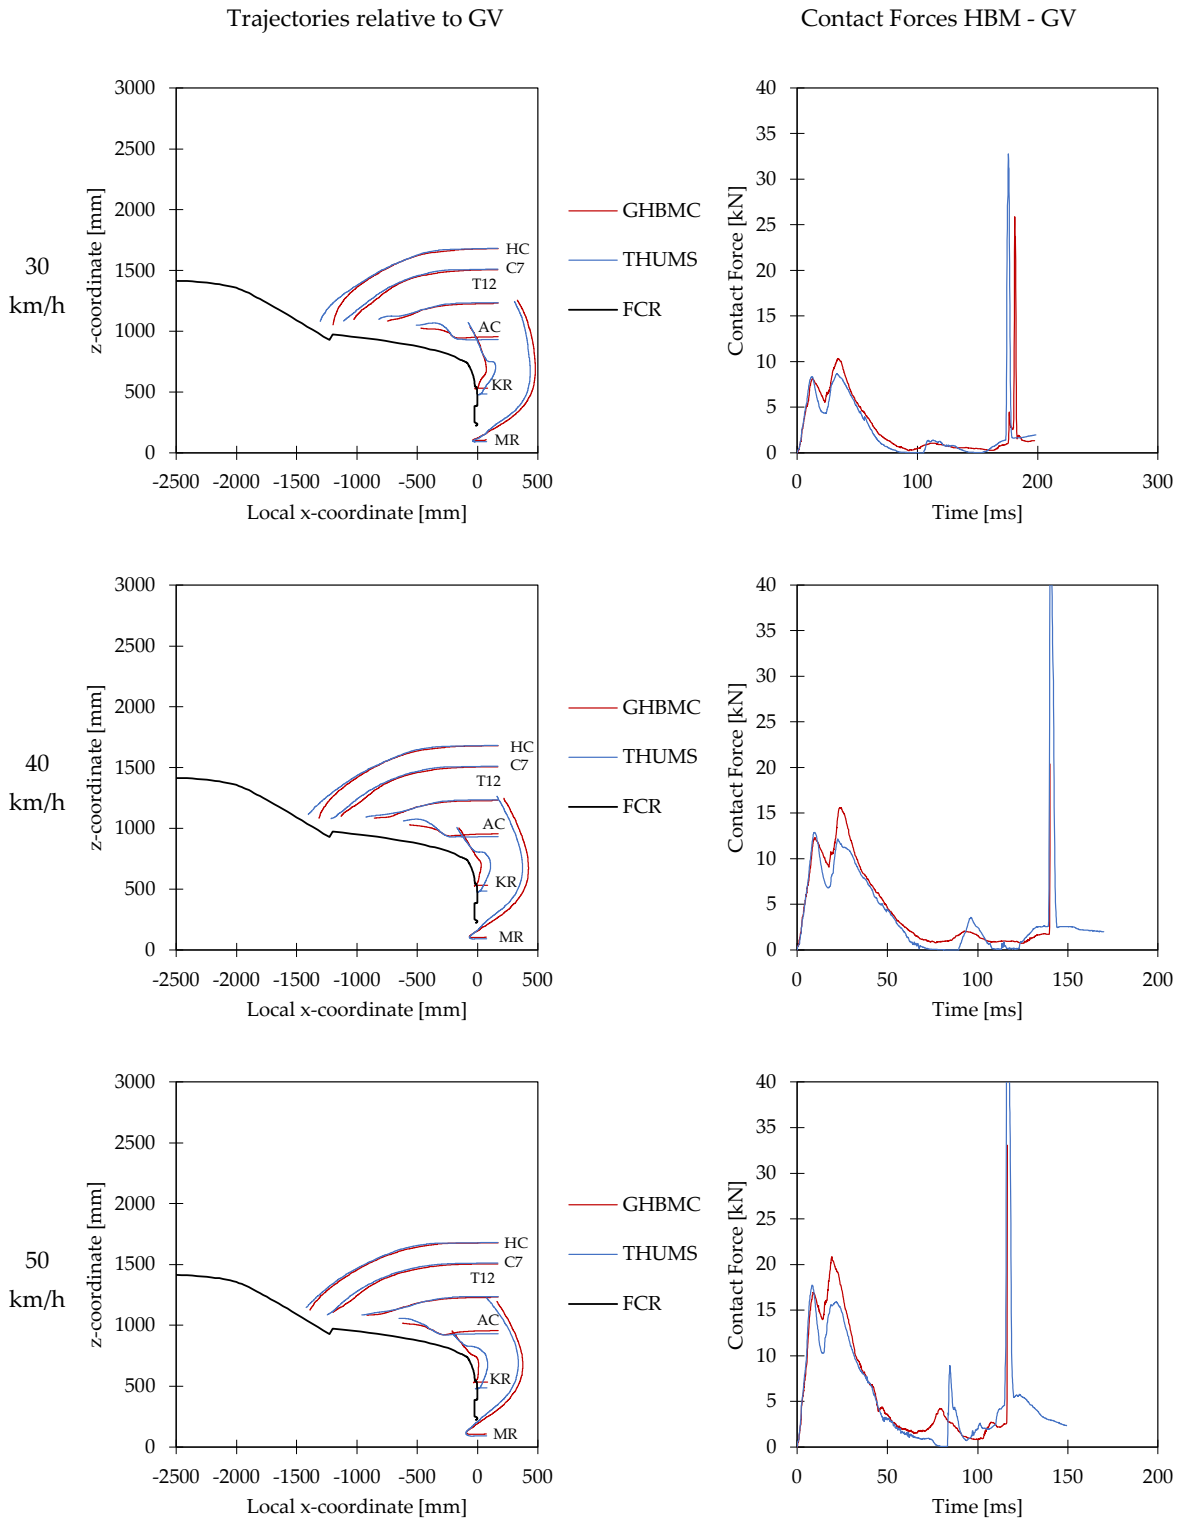 Trajectories relative to GV
Contact Forces HBM - GV
30
km/h
z-coordinate [mm]
3000
2500
2000
1500
1000
500
0
HC
C7
T12
AC
KR
MR
-2500 -2000 -1500 -1000 -500 0 500
Local x-coordinate [mm]
GHBMC
THUMS
FCR
Contact Force [kN]
40
35
30
25
20
15
10
5
0
0 100 200 300
Time [ms]
40
km/h
z-coordinate [mm]
3000
2500
2000
1500
1000
500
0
HC
C7
T12
AC
KR
MR
-2500 -2000 -1500 -1000 -500 0 500
Local x-coordinate [mm]
GHBMC
THUMS
FCR
Contact Force [kN]
40
35
30
25
20
15
10
5
0
0 50 100 150 200
Time [ms]
50
km/h
z-coordinate [mm]
3000
2500
2000
1500
1000
500
0
HC
C7
T12
AC
KR
MR
-2500 -2000 -1500 -1000 -500 0 500
Local x-coordinate [mm]
GHBMC
THUMS
FCR
Contact Force [kN]
40
35
30
25
20
15
10
5
0
0 50 100 150 200
Time [ms]